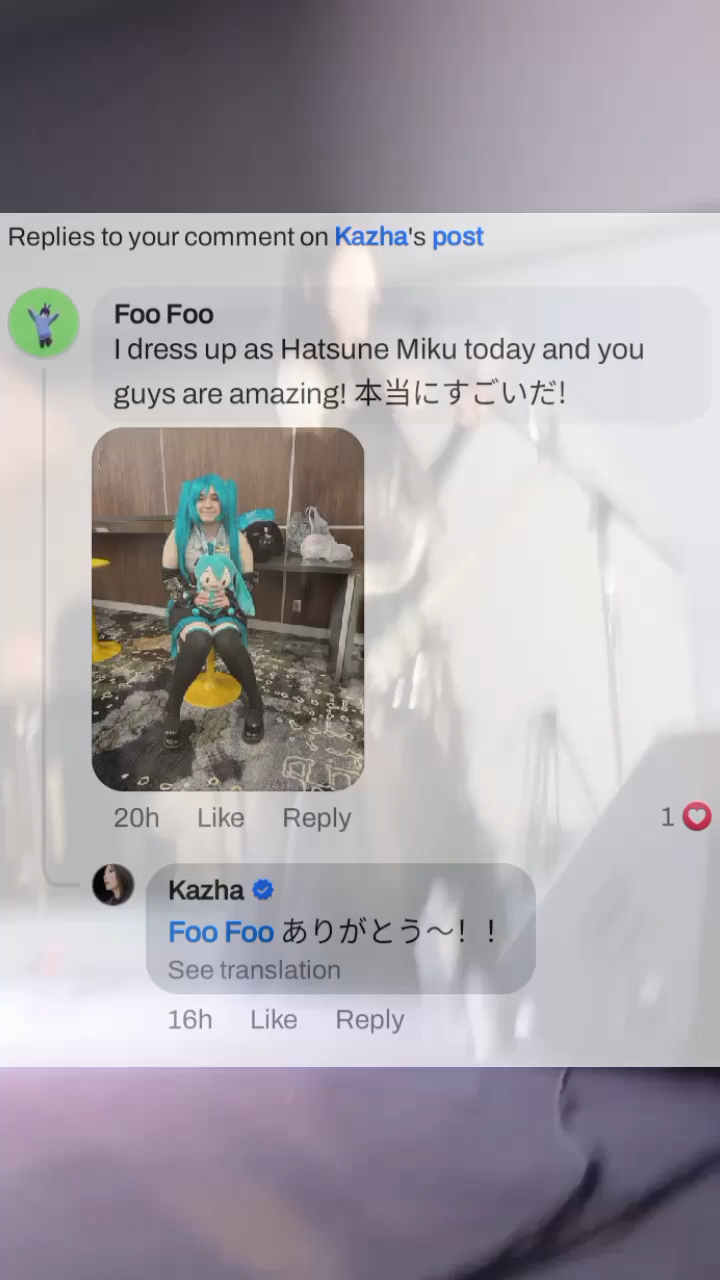 Replies to your comment on Kazha's post
Foo Foo
I dress up as Hatsune Miku today and you
guys are amazing! 本当にすごいだ!
20h Like Reply 1
Kazha
Foo Foo ありがとう〜！！
See translation
16h Like Reply